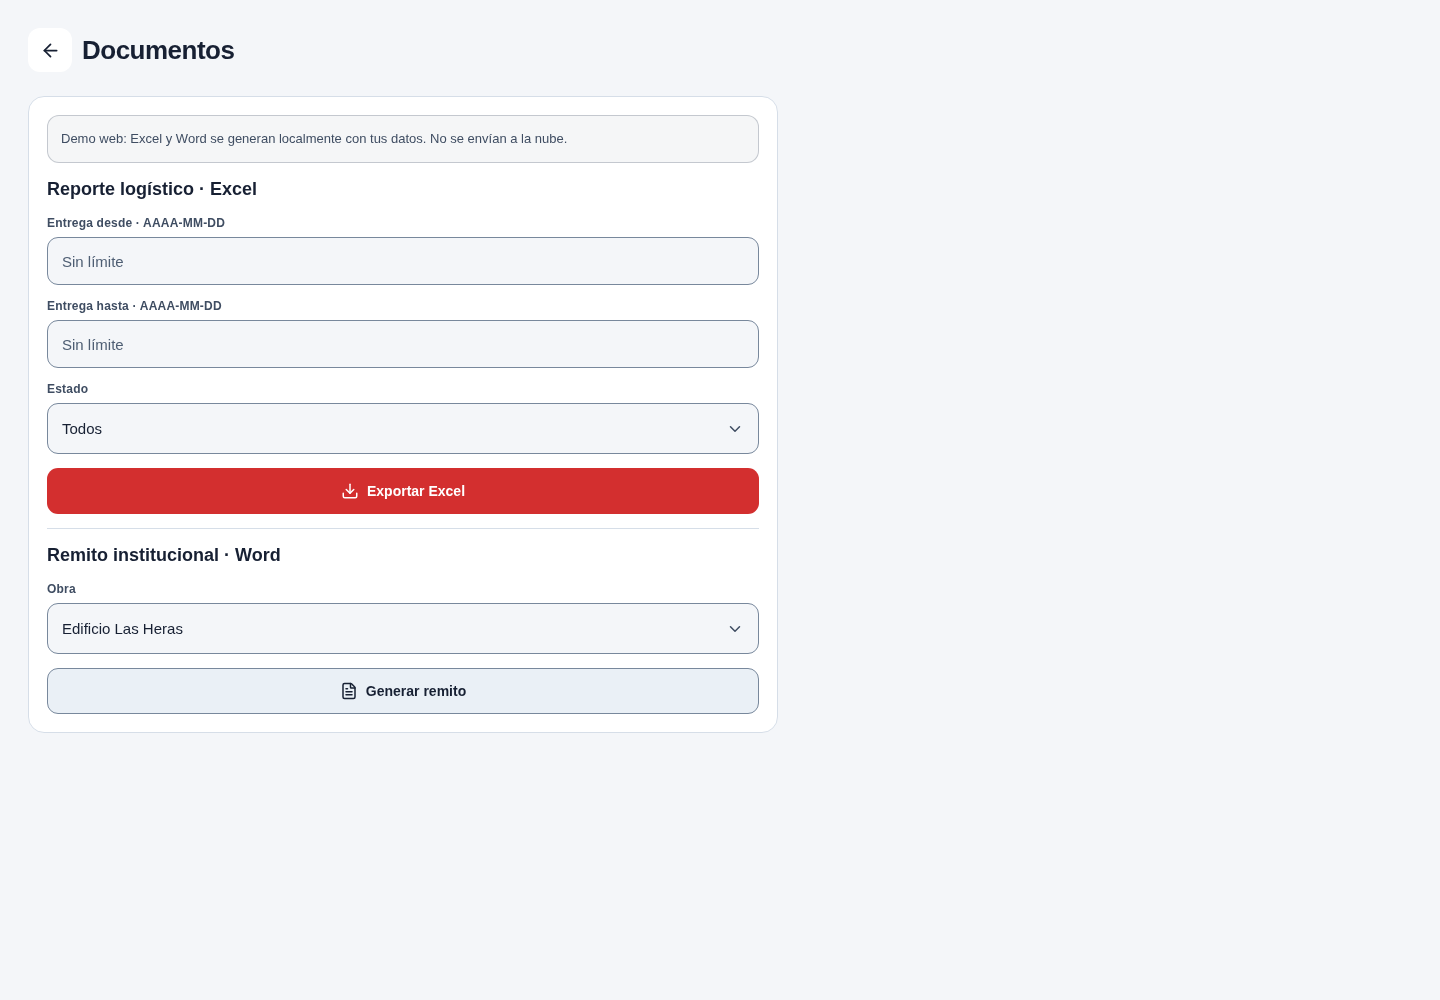 Documentos
Demo web: Excel y Word se generan localmente con tus datos. No se envían a la nube.
Reporte logístico · Excel
Entrega desde · AAAA-MM-DD
Sin límite
Entrega hasta · AAAA-MM-DD
Sin límite
Estado
Todos
Exportar Excel
Remito institucional · Word
Obra
Edificio Las Heras
Generar remito